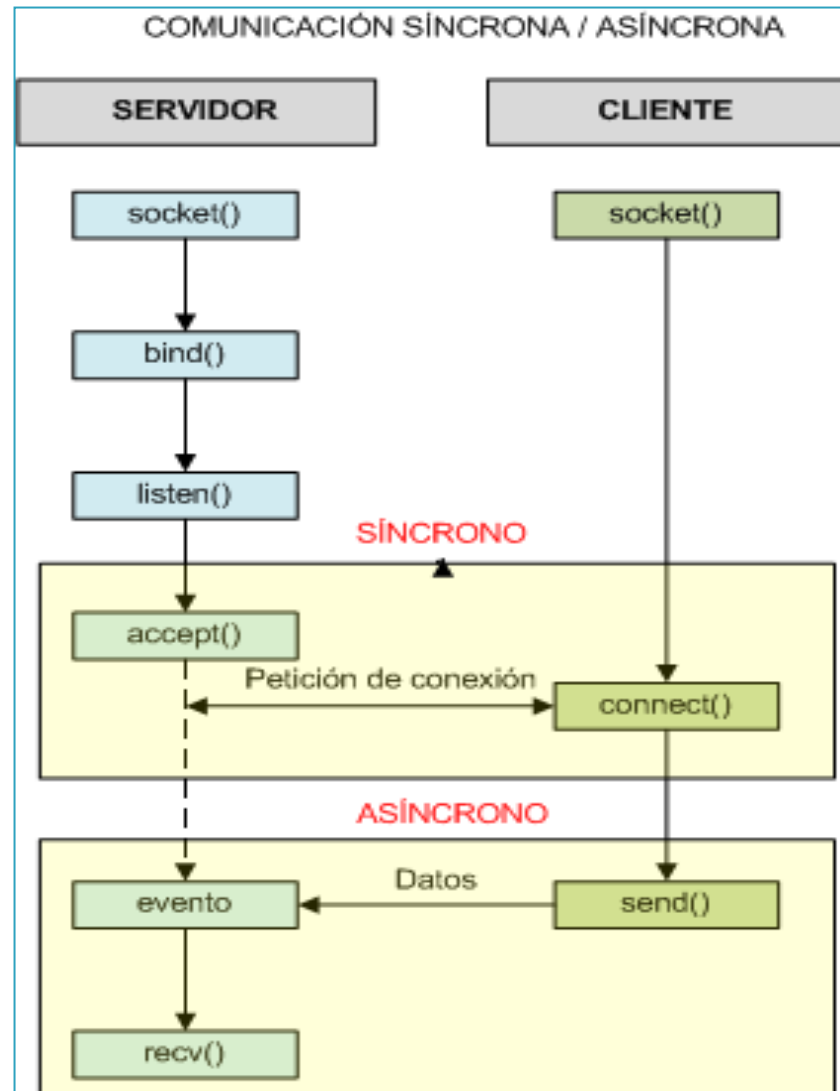 COMUNICACIÓN SÍNCRONA / ASÍNCRONA
SERVIDOR
CLIENTE
socket()
socket()
bind()
listen()
SÍNCRONO
accept()
Petición de conexión
connect()
ASÍNCRONO
evento
Datos
send()
recv()